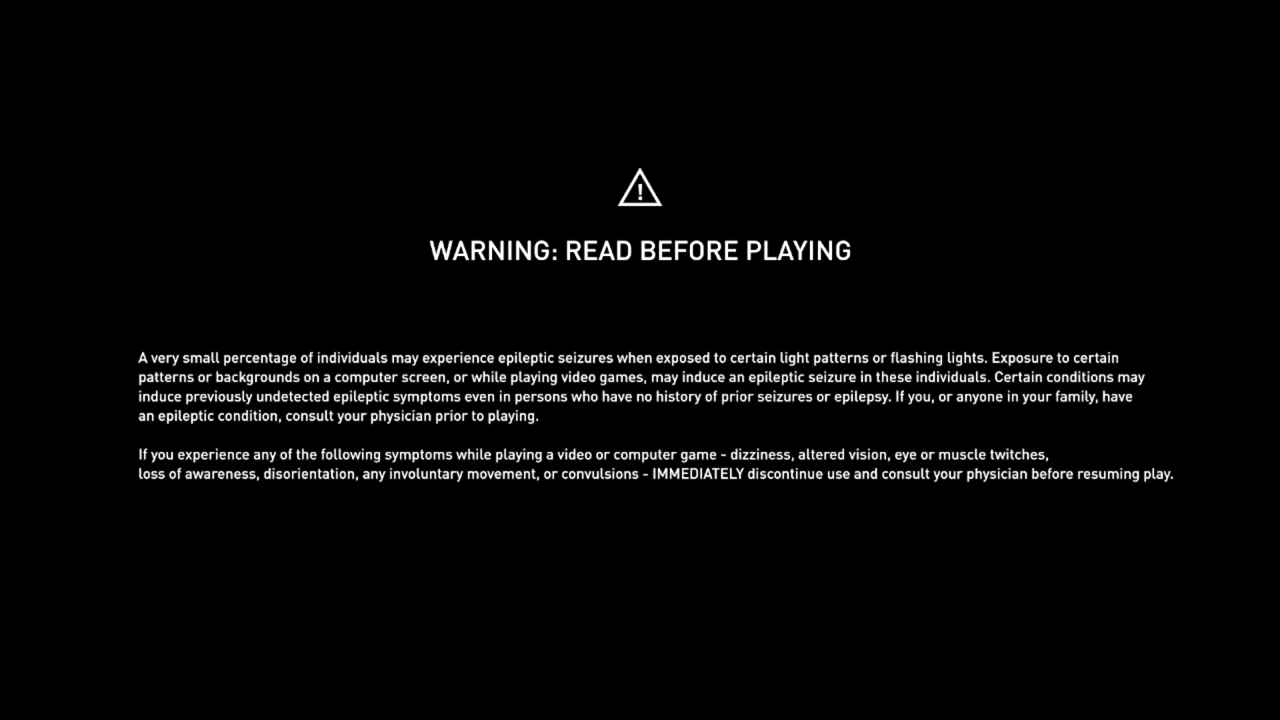 !
WARNING: READ BEFORE PLAYING
A very small percentage of individuals may experience epileptic seizures when exposed to certain light patterns or flashing lights. Exposure to certain
patterns or backgrounds on a computer screen, or while playing video games, may induce an epileptic seizure in these individuals. Certain conditions may
induce previously undetected epileptic symptoms even in persons who have no history of prior seizures or epilepsy. If you, or anyone in your family, have
an epileptic condition, consult your physician prior to playing.
If you experience any of the following symptoms while playing a video or computer game - dizziness, altered vision, eye or muscle twitches,
loss of awareness, disorientation, any involuntary movement, or convulsions - IMMEDIATELY discontinue use and consult your physician before resuming play.